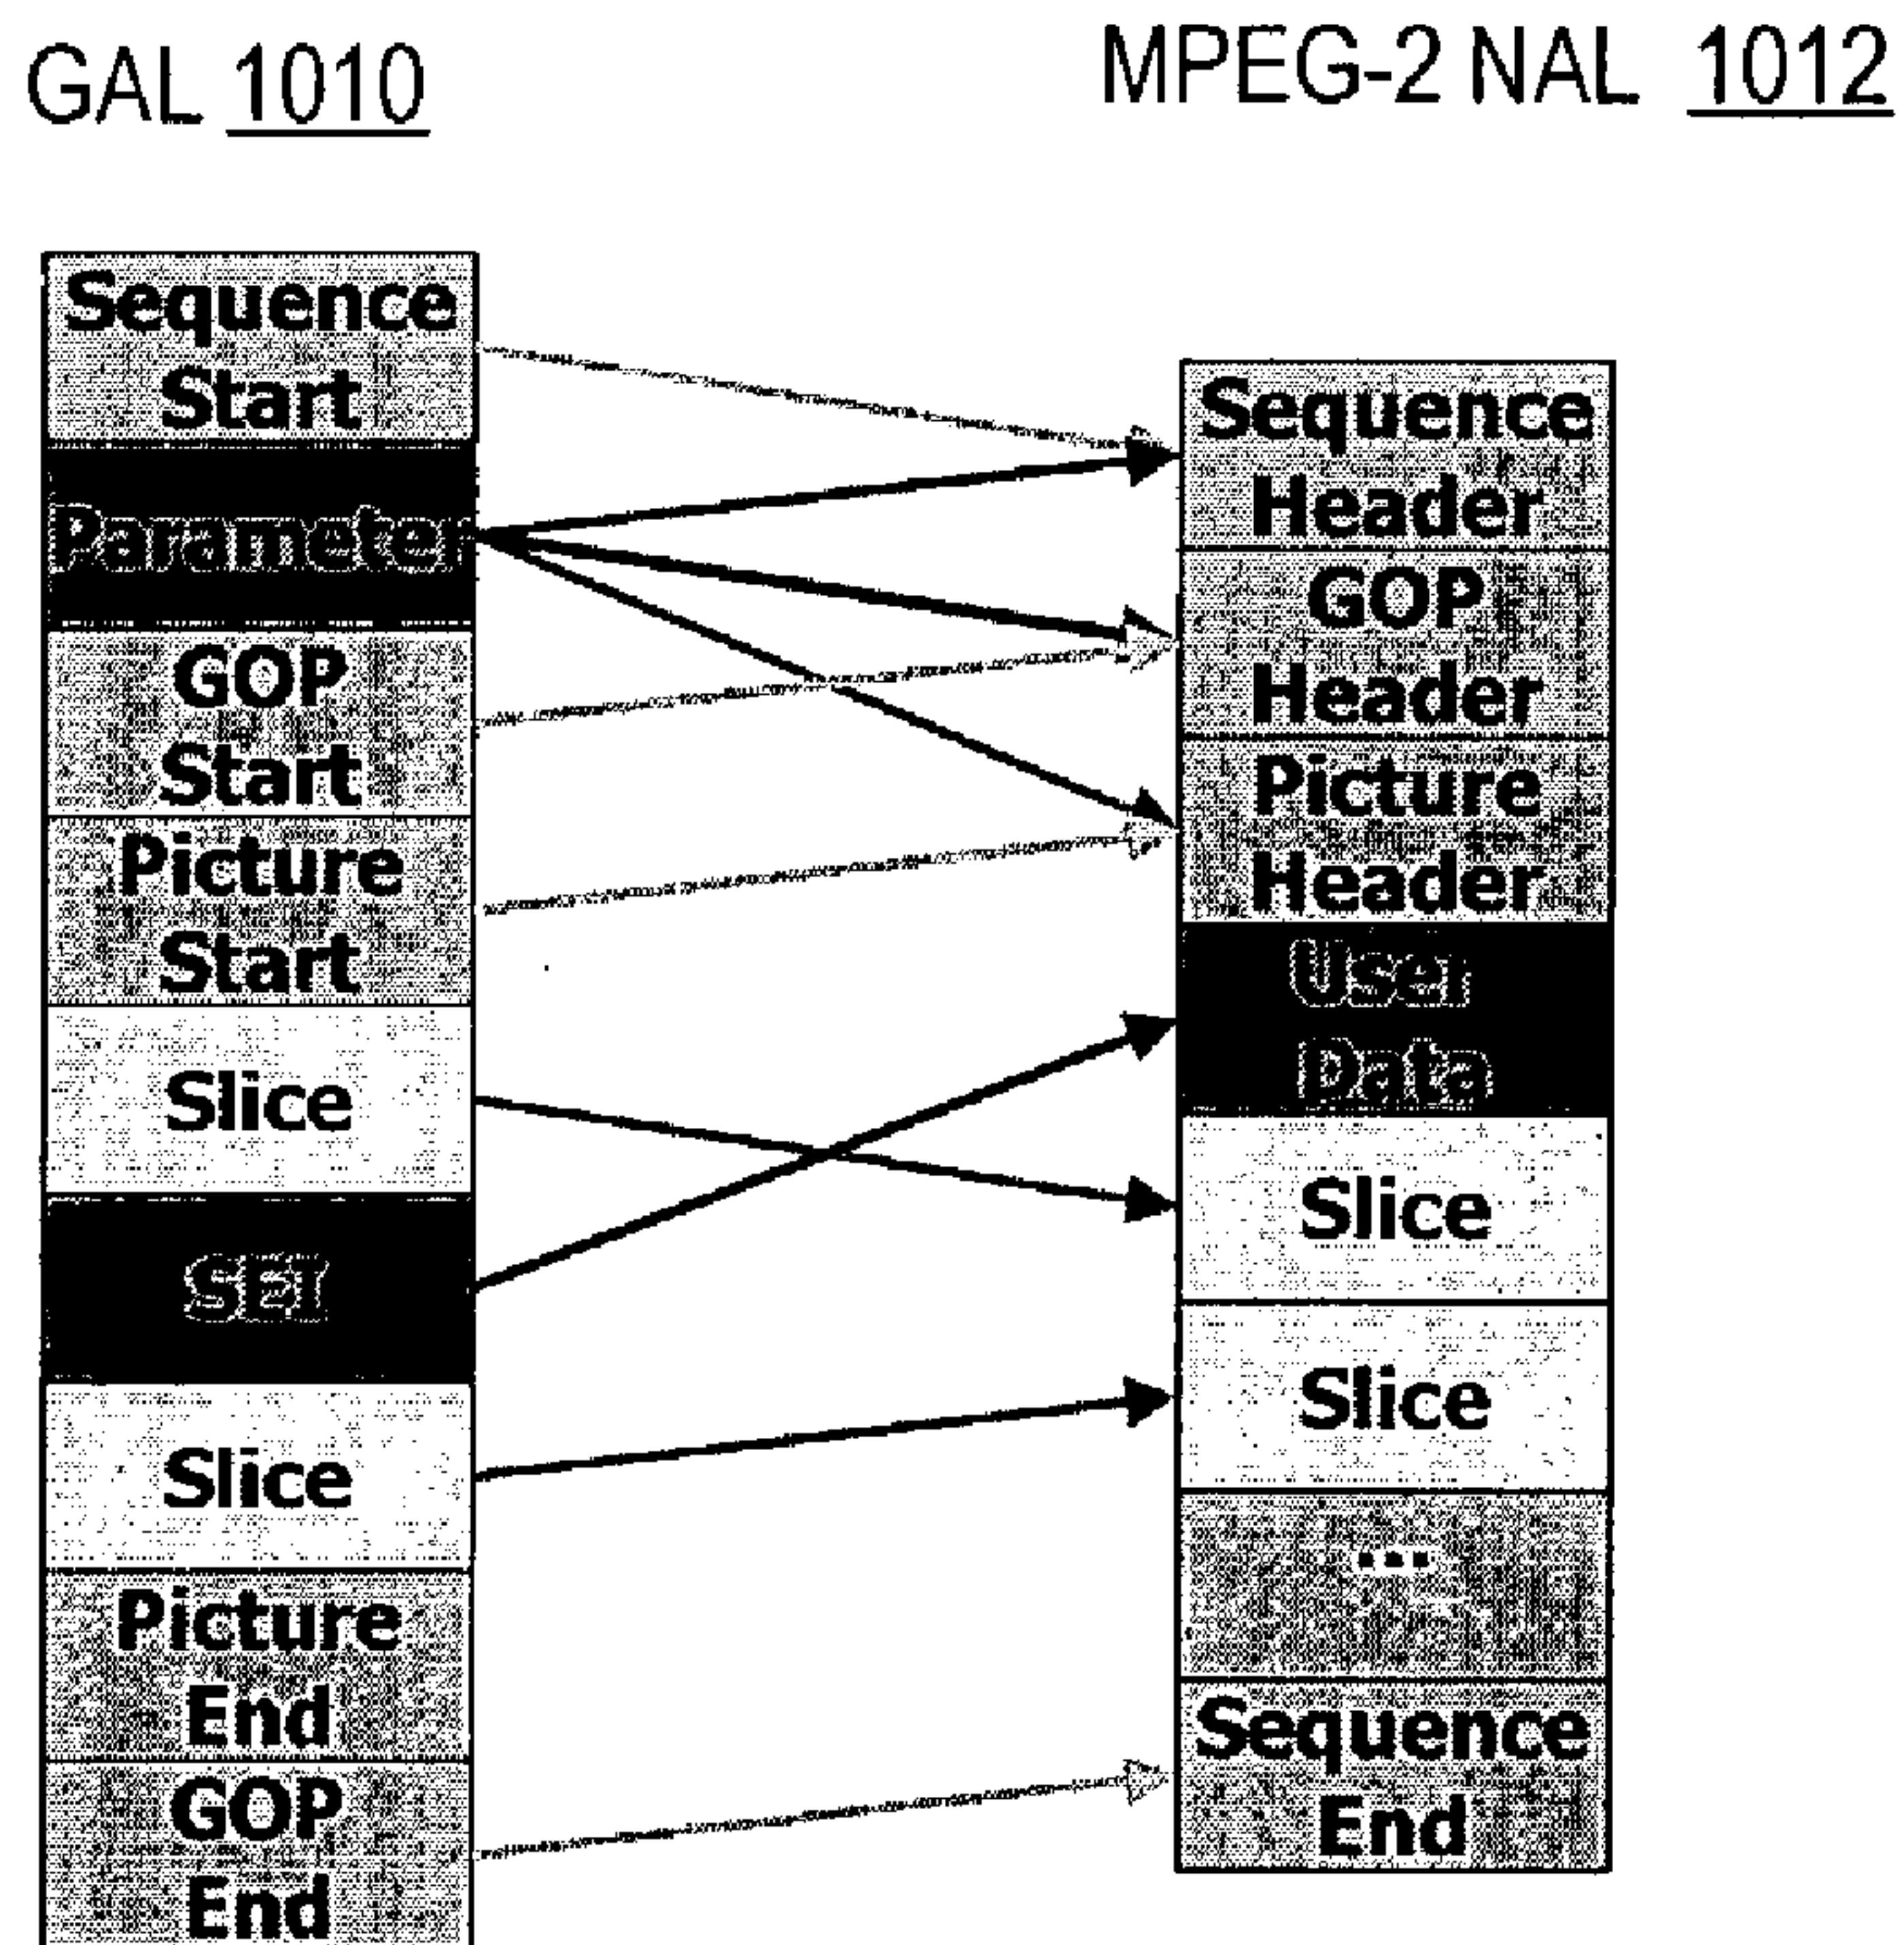 GAL 1010
MPEG-2 NAL 1012
Sequence
Start
Parameter
GOP
Start
Picture
Start
Slice
SEI
Slice
Picture
End
GOP
End
Sequence
Header
GOP
Header
Picture
Header
User
Data
Slice
Slice
...
Sequence
End